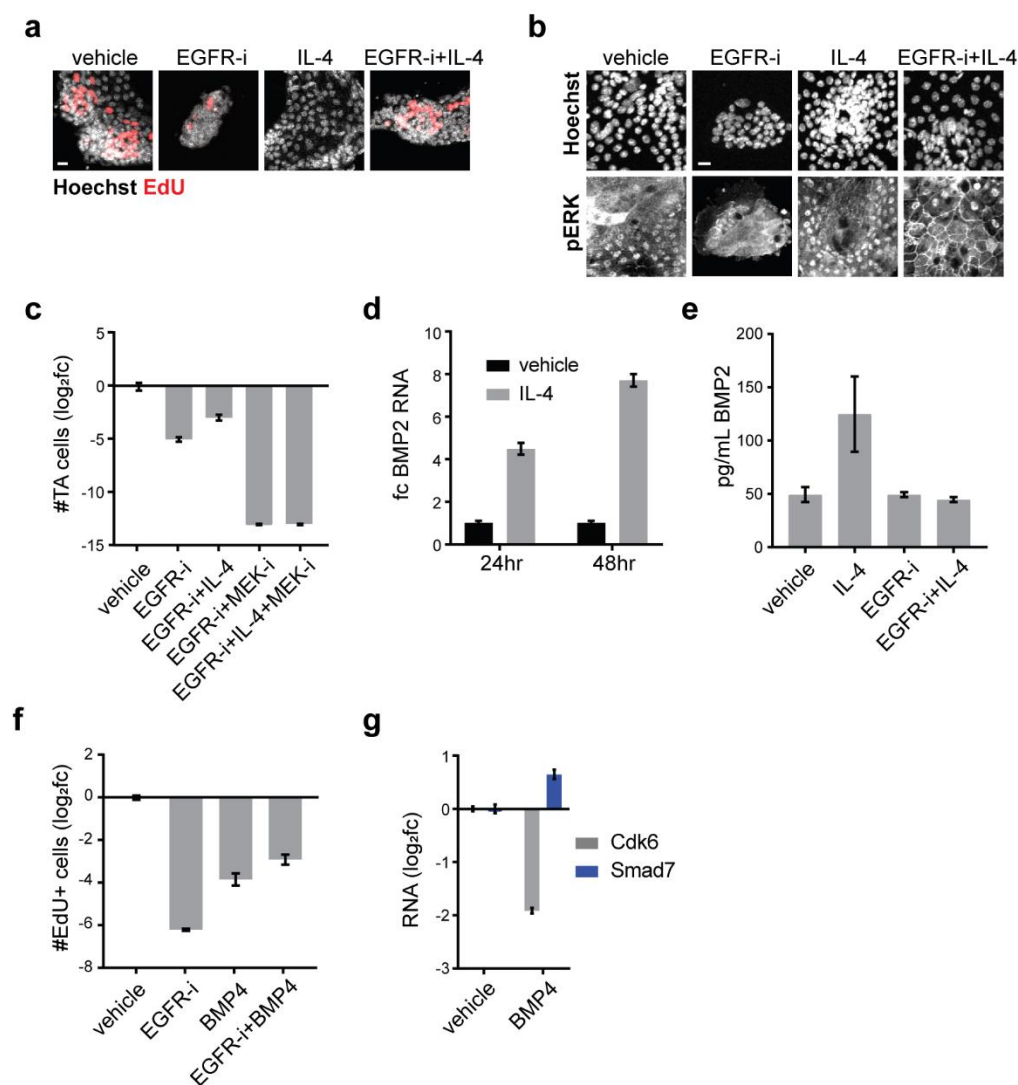 a
vehicle EGFR-i IL-4 EGFR-i+IL-4
Hoechst EdU
b
vehicle EGFR-i IL-4 EGFR-i+IL-4
Hoechst
pERK
c
#TA cells (log₂fc)
5
0
-5
-10
-15
vehicle
EGFR-i
EGFR-i+IL-4
EGFR-i+MEK-i
EGFR-i+IL-4+MEK-i
d
fc BMP2 RNA
10
8
6
4
2
0
vehicle
IL-4
24hr 48hr
e
pg/mL BMP2
200
150
100
50
0
vehicle
IL-4
EGFR-i
EGFR-i+IL-4
f
#EdU+ cells (log₂fc)
2
0
-2
-4
-6
-8
vehicle
EGFR-i
BMP4
EGFR-i+BMP4
g
RNA (log₂fc)
1
0
-1
-2
-3
vehicle
BMP4
Cdk6
Smad7